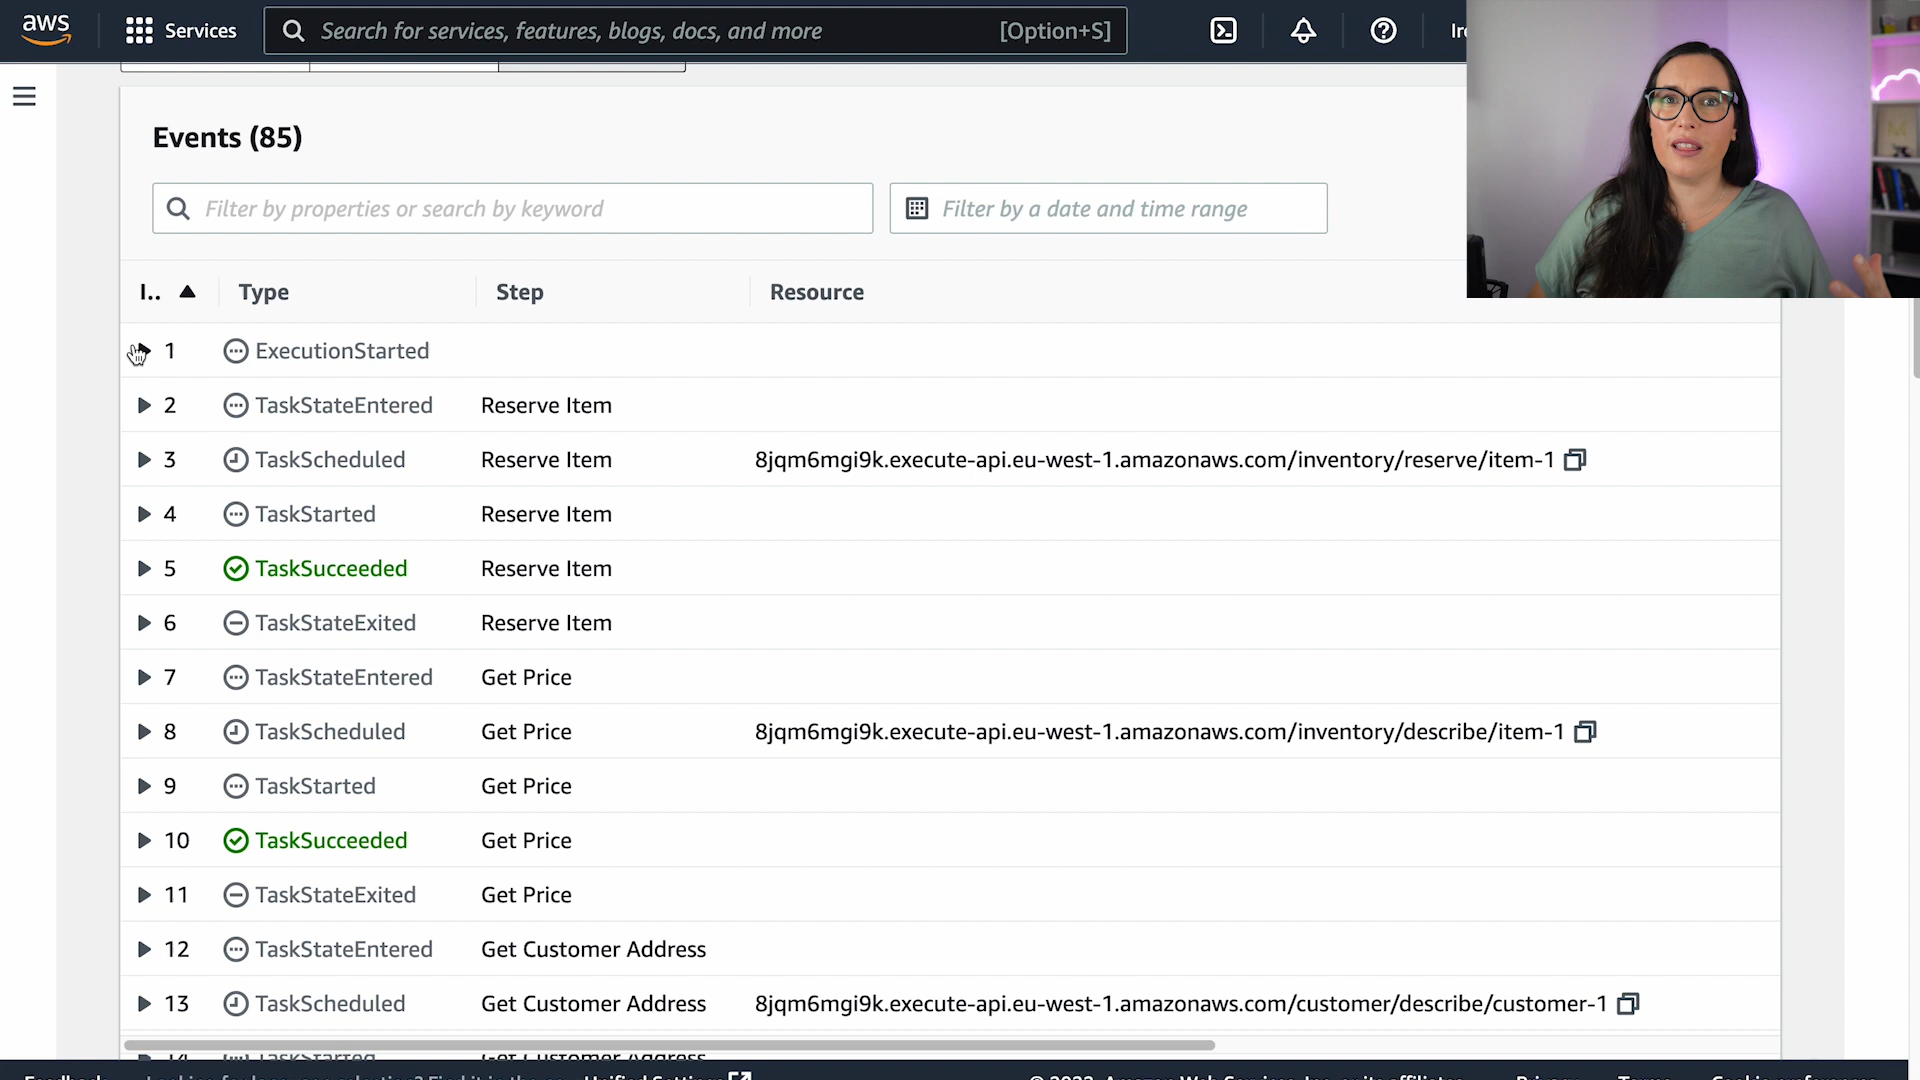 aws
Services
Search for services, features, blogs, docs, and more
[Option+S]
Events (85)
Filter by properties or search by keyword
Filter by a date and time range
I..
Type
Step
Resource
1 ExecutionStarted
2 TaskStateEntered Reserve Item
3 TaskScheduled Reserve Item 8jqm6mgi9k.execute-api.eu-west-1.amazonaws.com/inventory/reserve/item-1
4 TaskStarted Reserve Item
5 TaskSucceeded Reserve Item
6 TaskStateExited Reserve Item
7 TaskStateEntered Get Price
8 TaskScheduled Get Price 8jqm6mgi9k.execute-api.eu-west-1.amazonaws.com/inventory/describe/item-1
9 TaskStarted Get Price
10 TaskSucceeded Get Price
11 TaskStateExited Get Price
12 TaskStateEntered Get Customer Address
13 TaskScheduled Get Customer Address 8jqm6mgi9k.execute-api.eu-west-1.amazonaws.com/customer/describe/customer-1
14 TaskStarted Get Customer Address